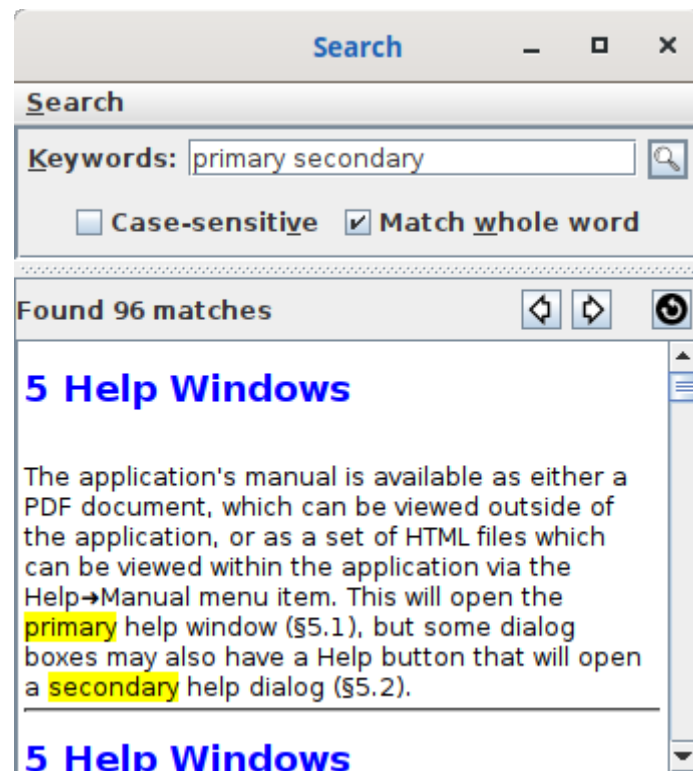 Search
Search
Keywords: primary secondary
Case-sensitive Match whole word
Found 96 matches
5 Help Windows
The application's manual is available as either a
PDF document, which can be viewed outside of
the application, or as a set of HTML files which
can be viewed within the application via the
Help➔Manual menu item. This will open the
primary help window (§5.1), but some dialog
boxes may also have a Help button that will open
a secondary help dialog (§5.2).
5 Help Windows